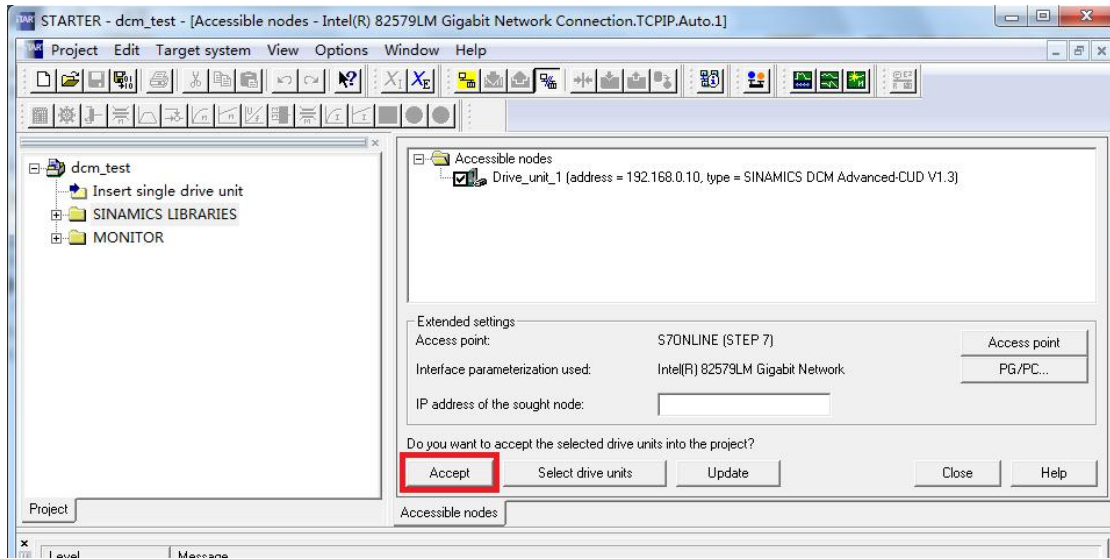 STARTER - dcm_test - [Accessible nodes - Intel(R) 82579LM Gigabit Network Connection.TCPIP.Auto.1]
Project Edit Target system View Options Window Help
dcm_test
Insert single drive unit
SINAMICS LIBRARIES
MONITOR
Project
Accessible nodes
Drive_unit_1 (address = 192.168.0.10, type = SINAMICS DCM Advanced-CUD V1.3)
Extended settings
Access point: S7ONLINE (STEP 7) Access point
Interface parameterization used: Intel(R) 82579LM Gigabit Network PG/PC...
IP address of the sought node:
Do you want to accept the selected drive units into the project?
Accept Select drive units Update Close Help
Accessible nodes
Level Message